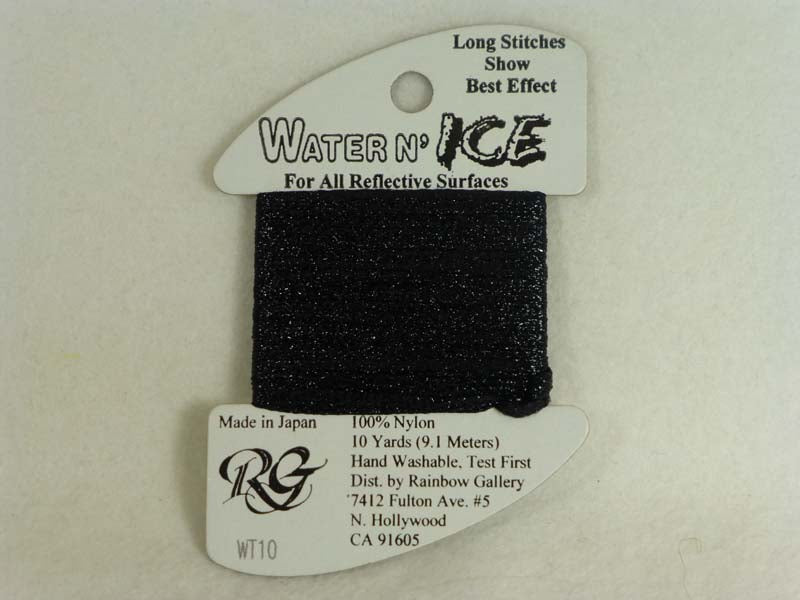 Long Stitches
Show
Best Effect
WATER N' ICE
For All Reflective Surfaces
Made in Japan
100% Nylon
10 Yards (9.1 Meters)
Hand Washable, Test First
Dist. by Rainbow Gallery
7412 Fulton Ave. #5
N. Hollywood
CA 91605
RG
WT10